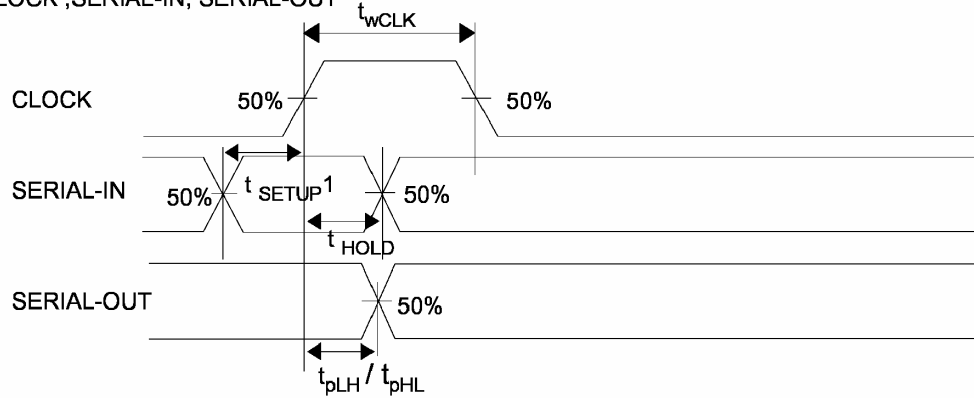 CLOCK ,SERIAL-IN, SERIAL-OUT
twCLK
CLOCK 50% 50%
t SETUP1
SERIAL-IN 50% 50%
t HOLD
SERIAL-OUT 50%
tpLH / tpHL